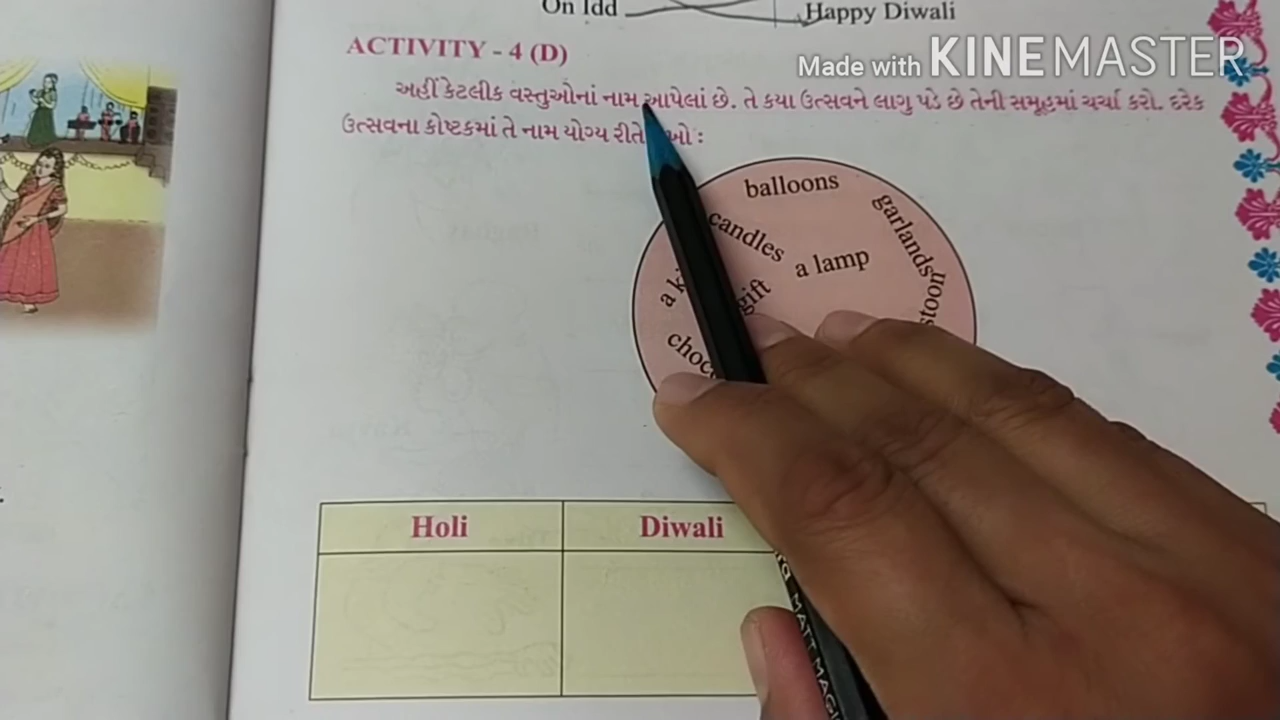 On Idd Happy Diwali
ACTIVITY - 4 (D)
Made with KINEMASTER
અહીં કેટલીક વસ્તુઓનાં નામ આપેલાં છે. તે કયા ઉત્સવને લાગુ પડે છે તેની સમૂહમાં ચર્ચા કરો. દરેક
ઉત્સવના કોષ્ટકમાં તે નામ યોગ્ય રીતે :
balloons
garlands
candles
a lamp
a
gift
Holi Diwali